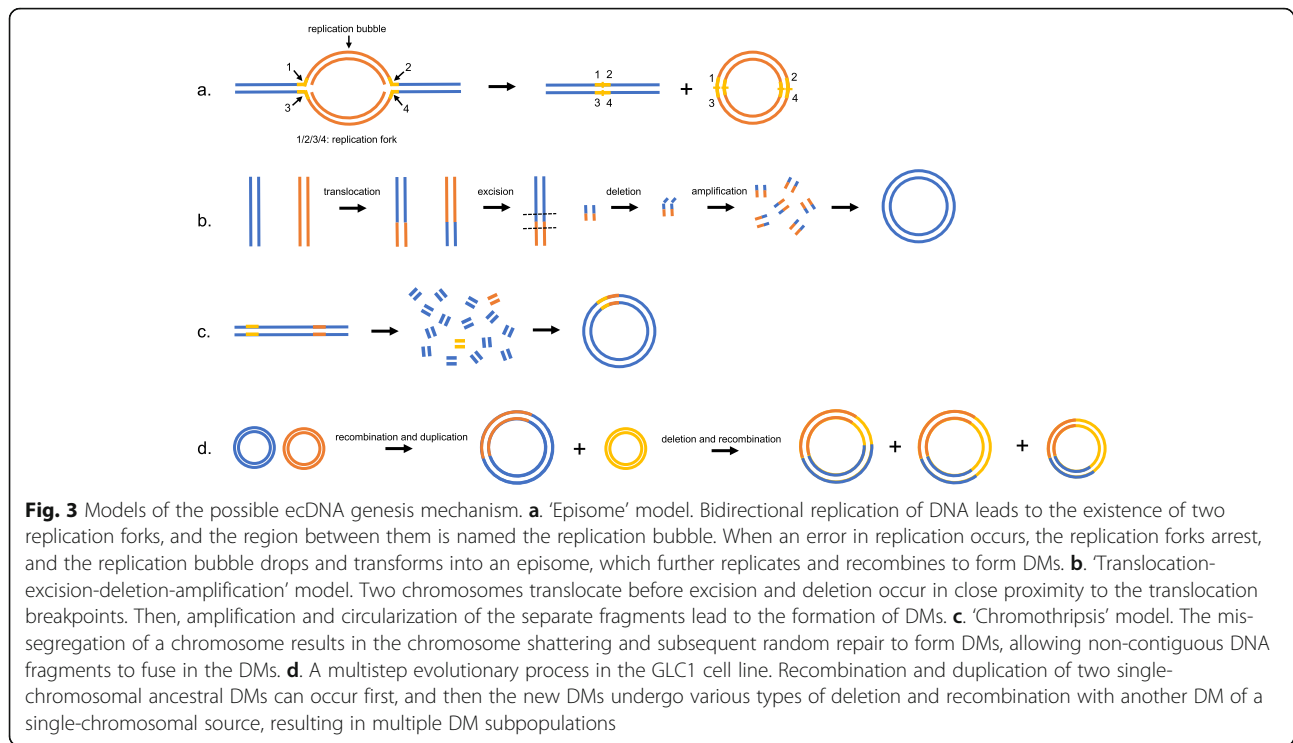 replication bubble
1
2
3
4
1/2/3/4: replication fork
a.
1 2
3 4
+
1
2
3
4
b.
translocation
excision
deletion
amplification
c.
d.
recombination and duplication
+
deletion and recombination
+
+
Fig. 3 Models of the possible ecDNA genesis mechanism. a. ‘Episome’ model. Bidirectional replication of DNA leads to the existence of two
replication forks, and the region between them is named the replication bubble. When an error in replication occurs, the replication forks arrest,
and the replication bubble drops and transforms into an episome, which further replicates and recombines to form DMs. b. ‘Translocation-
excision-deletion-amplification’ model. Two chromosomes translocate before excision and deletion occur in close proximity to the translocation
breakpoints. Then, amplification and circularization of the separate fragments lead to the formation of DMs. c. ‘Chromothripsis’ model. The mis-
segregation of a chromosome results in the chromosome shattering and subsequent random repair to form DMs, allowing non-contiguous DNA
fragments to fuse in the DMs. d. A multistep evolutionary process in the GLC1 cell line. Recombination and duplication of two single-
chromosomal ancestral DMs can occur first, and then the new DMs undergo various types of deletion and recombination with another DM of a
single-chromosomal source, resulting in multiple DM subpopulations